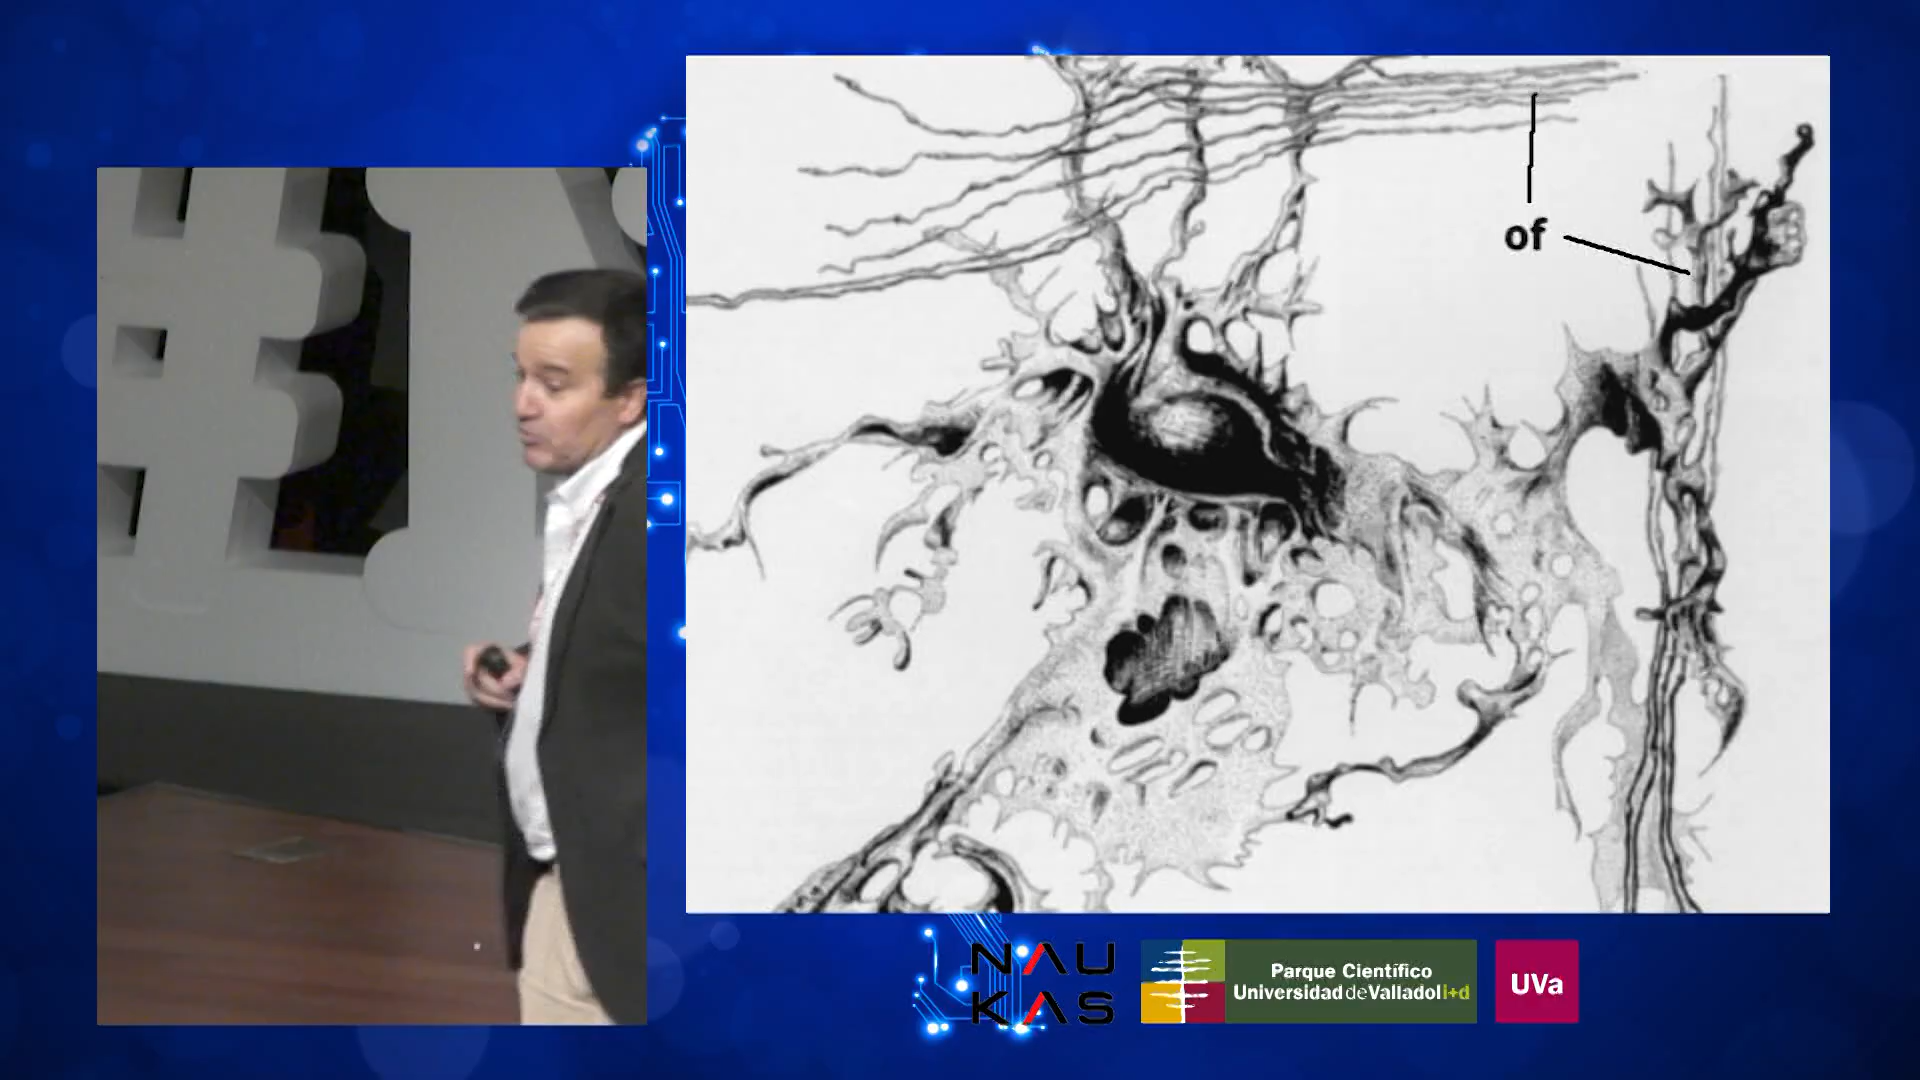 of
NAU
KAS
Parque Científico
Universidad de Valladolid i+d
UVa